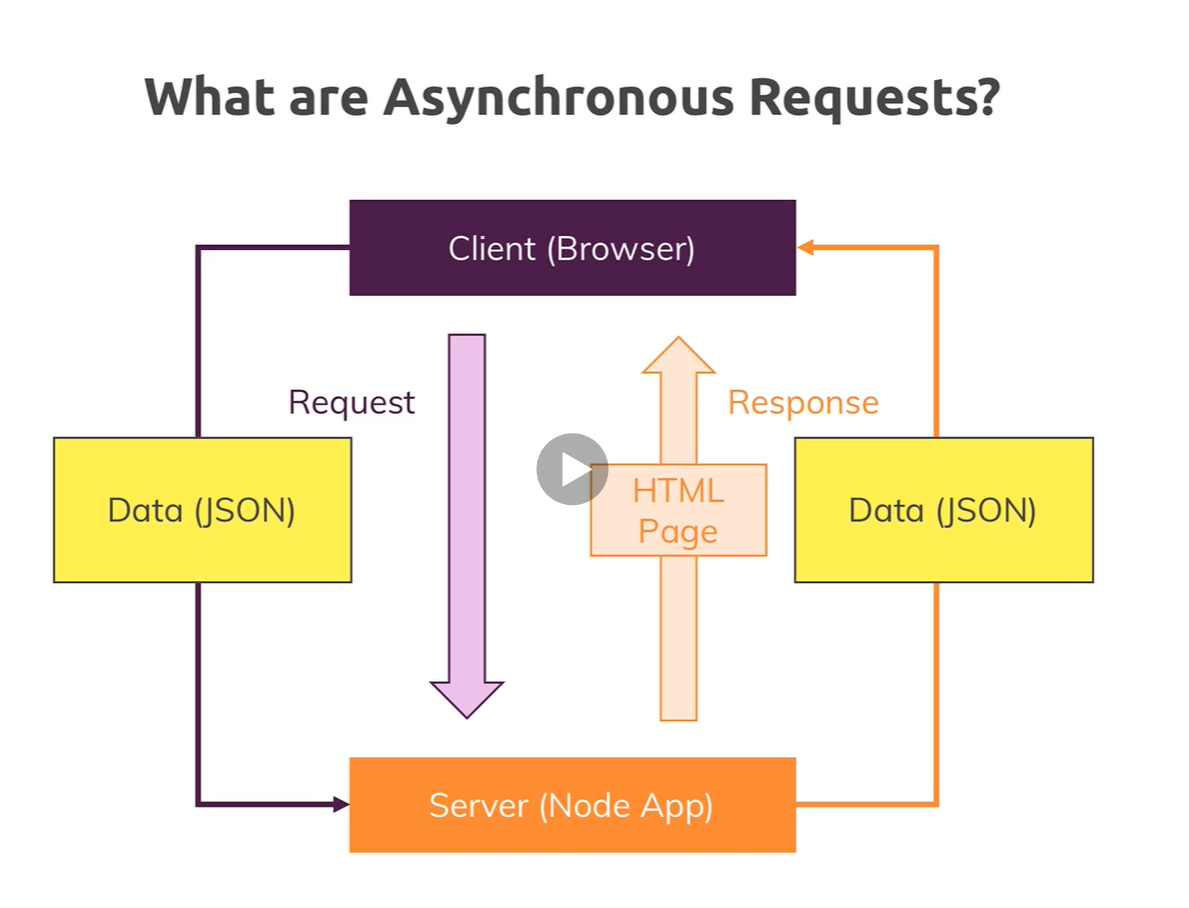 What are Asynchronous Requests?
Client (Browser)
Request
Response
Data (JSON)
HTML
Page
Data (JSON)
Server (Node App)